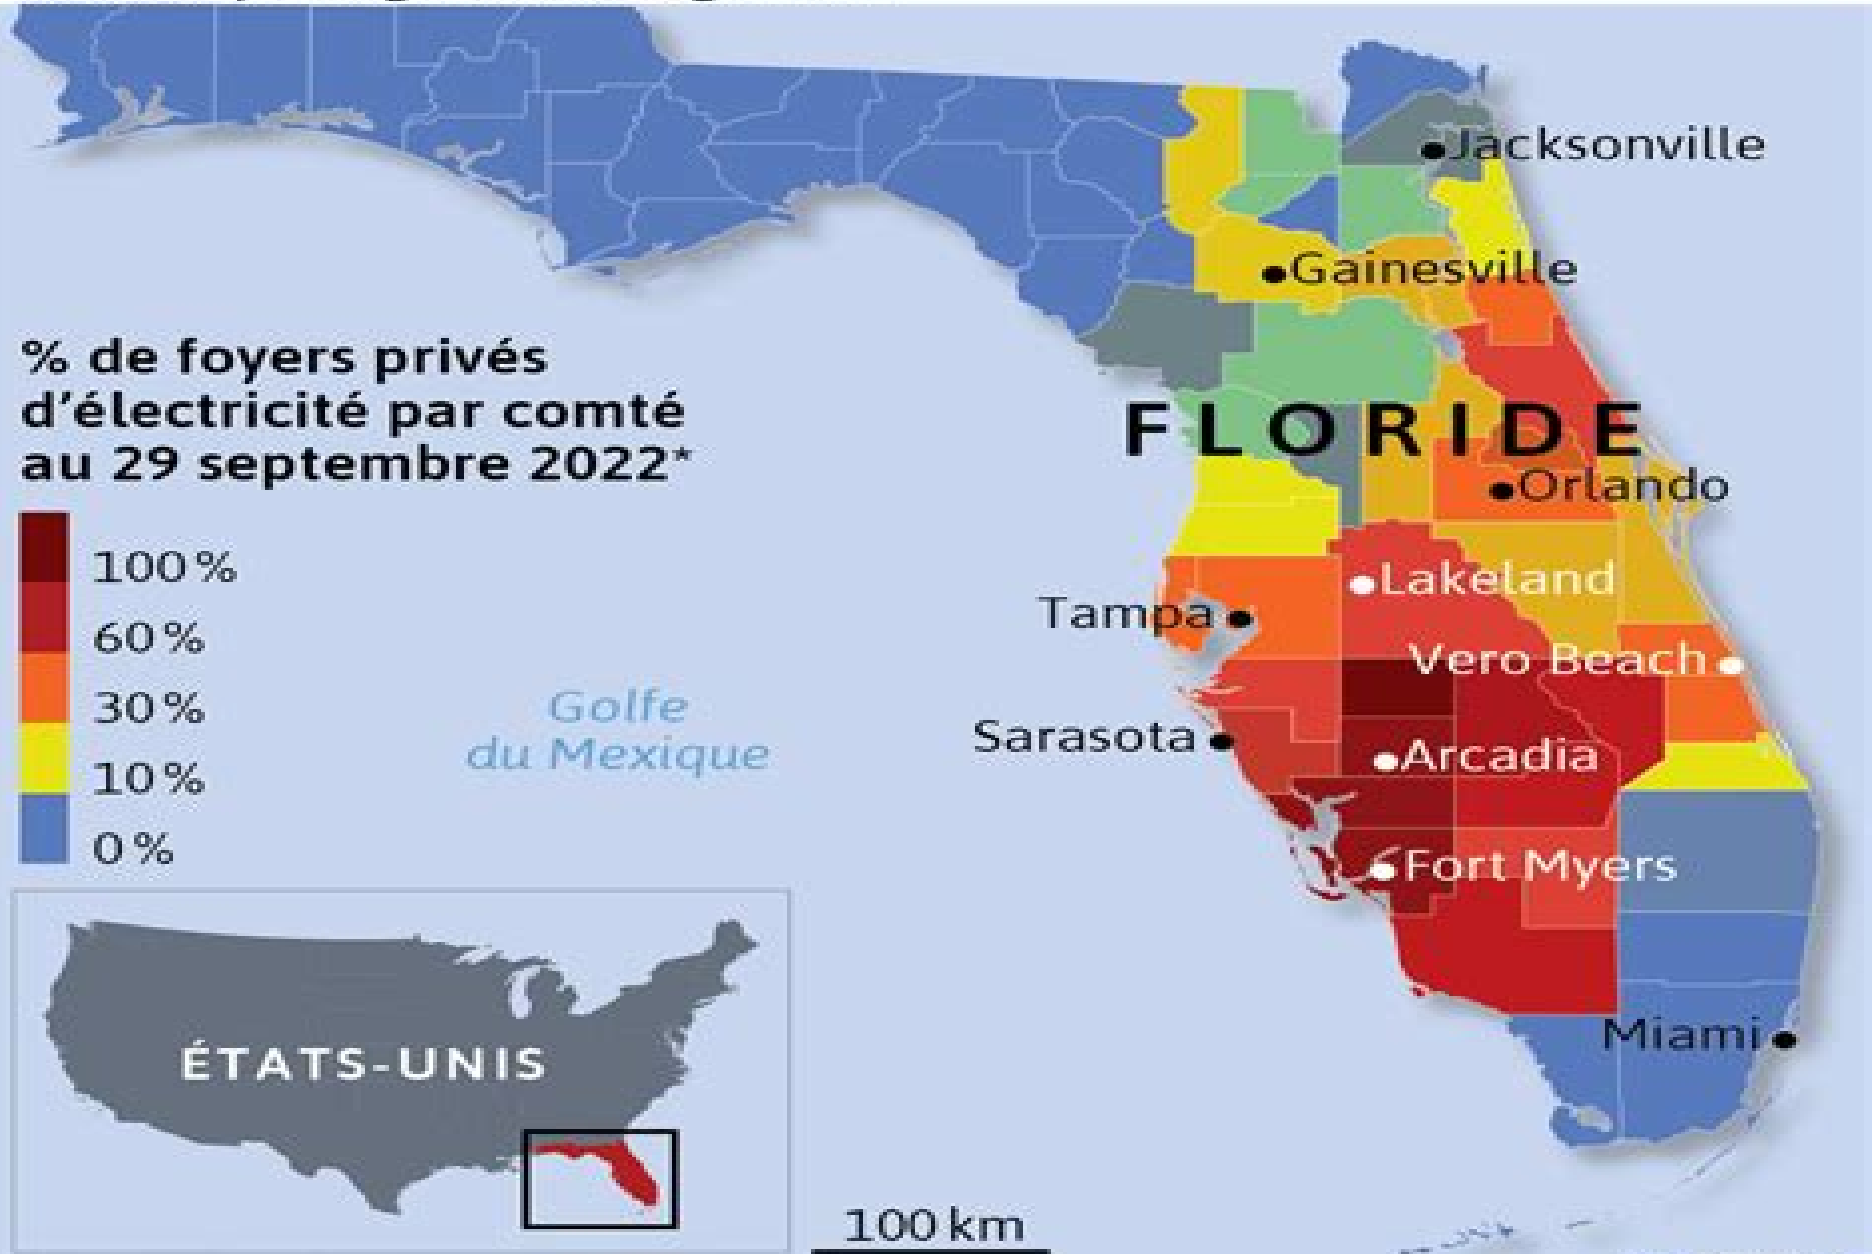 % de foyers privés
d'électricité par comté
au 29 septembre 2022*
100 %
60 %
30 %
10 %
0 %
Golfe
du Mexique
ÉTATS-UNIS
100 km
FLORIDE
Jacksonville
Gainesville
Orlando
Lakeland
Tampa
Vero Beach
Sarasota
Arcadia
Fort Myers
Miami